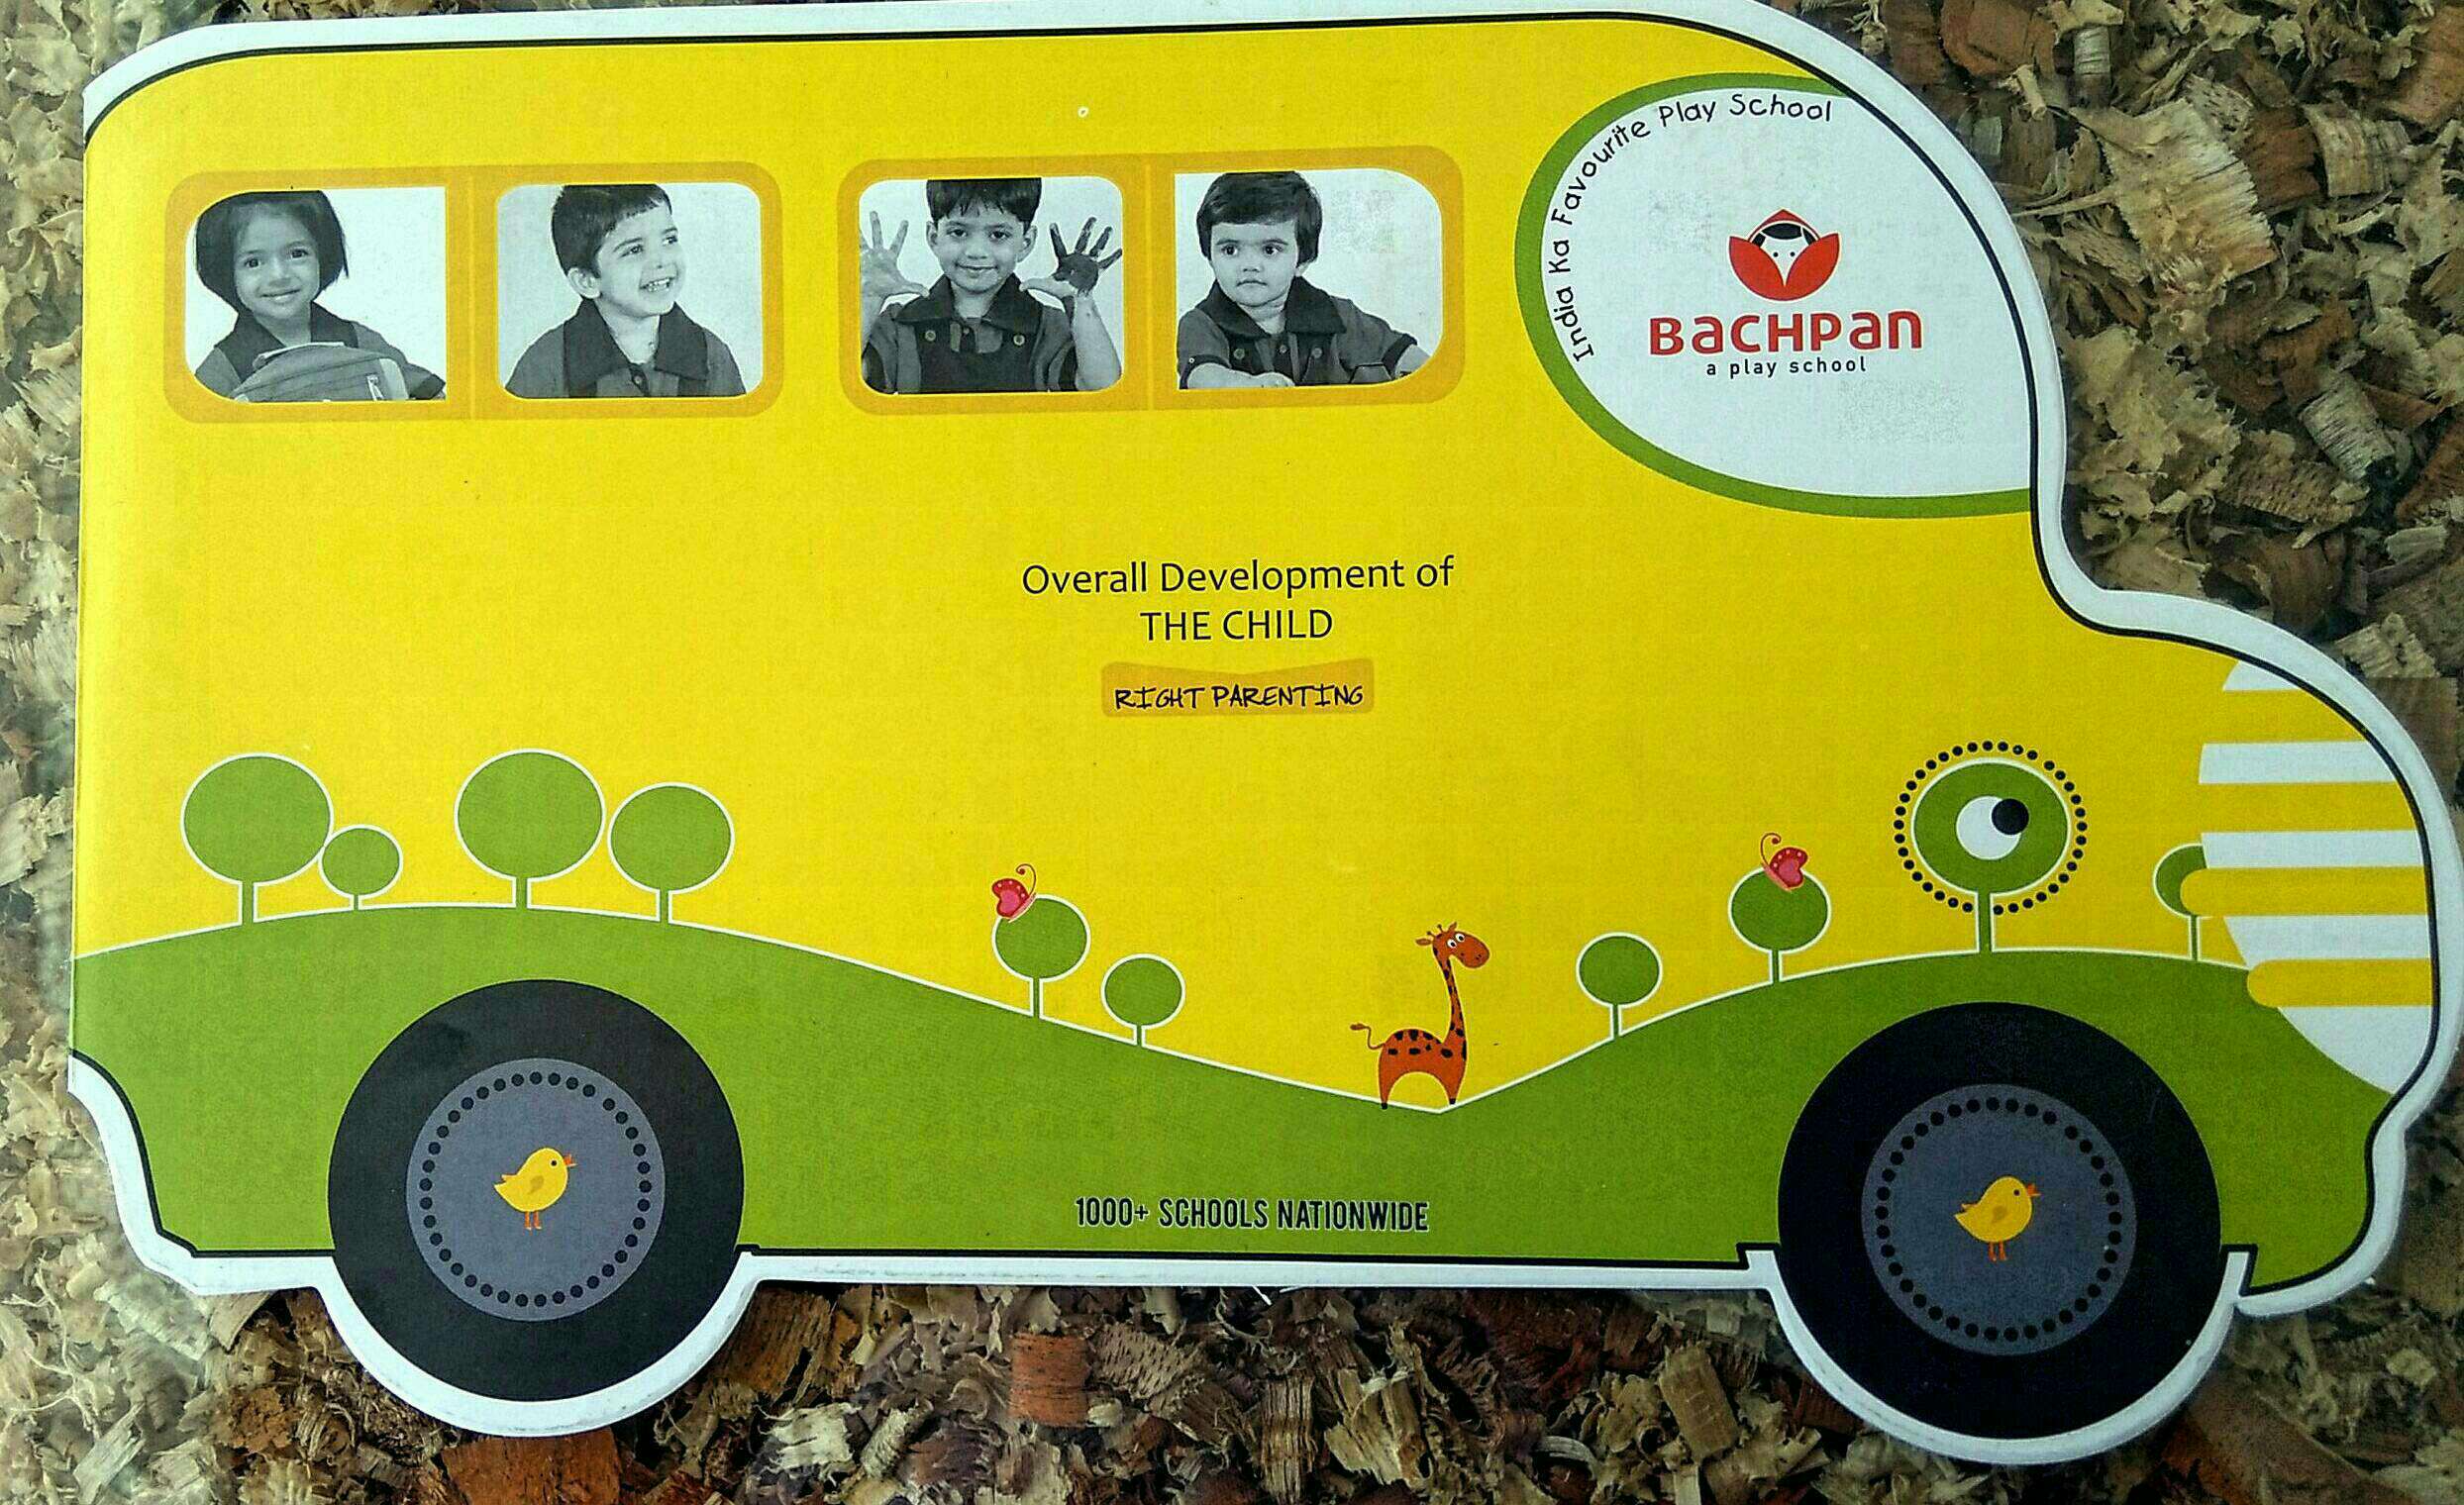 India Ka Favourite Play School
BACHPAN
a play school
Overall Development of
THE CHILD
RIGHT PARENTING
1000+ SCHOOLS NATIONWIDE